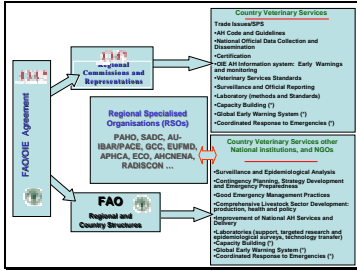 FAO/OIE Agreement
Regional
Commissions and
Representations
Regional Specialised
Organisations (RSOs)
PAHO, SADC, AU-
IBAR/PACE, GCC, EUFMD,
APHCA, ECO, AHCNENA,
RADISCON ...
FAO
Regional and
Country Structures
Country Veterinary Services
Trade Issues/SPS
•AH Code and Guidelines
•National Official Data Collection and
Dissemination
•Certification
•OIE AH Information system: Early Warnings
and monitoring
•Veterinary Services Standards
•Surveillance and Official Reporting
•Laboratory (methods and Standards)
•Capacity Building (*)
•Global Early Warning System (*)
•Coordinated Response to Emergencies (*)
Country Veterinary Services other
National institutions, and NGOs
•Surveillance and Epidemiological Analysis
•Contingency Planning, Strategy Development
and Emergency Preparedness
•Good Emergency Management Practices
•Comprehensive Livestock Sector Development:
production, health and policy
•Improvement of National AH Services and
Delivery
•Laboratories (support, targeted research and
epidemiological surveys, technology transfer)
•Capacity Building (*)
•Global Early Warning System (*)
•Coordinated Response to Emergencies (*)